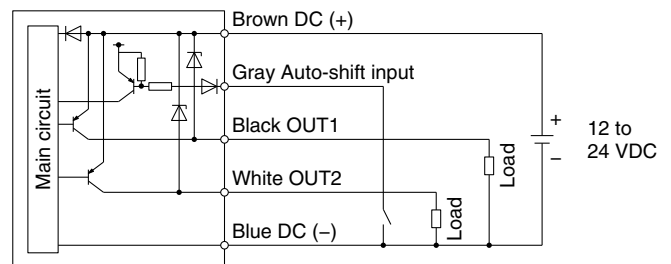 Brown DC (+)
Gray Auto-shift input
Main circuit
Black OUT1
+
12 to
24 VDC
−
Load
White OUT2
Load
Blue DC (−)